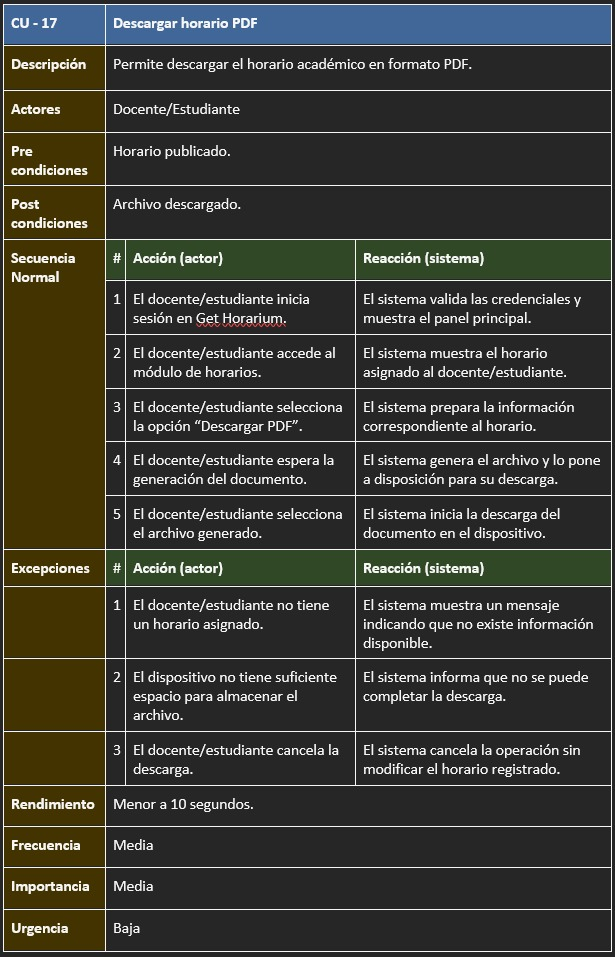 CU - 17
Descargar horario PDF
Descripción
Permite descargar el horario académico en formato PDF.
Actores
Docente/Estudiante
Pre
condiciones
Horario publicado.
Post
condiciones
Archivo descargado.
Secuencia
Normal
#
Acción (actor)
Reacción (sistema)
1
El docente/estudiante inicia
sesión en Get Horarium.
El sistema valida las credenciales y
muestra el panel principal.
2
El docente/estudiante accede al
módulo de horarios.
El sistema muestra el horario
asignado al docente/estudiante.
3
El docente/estudiante selecciona
la opción “Descargar PDF”.
El sistema prepara la información
correspondiente al horario.
4
El docente/estudiante espera la
generación del documento.
El sistema genera el archivo y lo pone
a disposición para su descarga.
5
El docente/estudiante selecciona
el archivo generado.
El sistema inicia la descarga del
documento en el dispositivo.
Excepciones
#
Acción (actor)
Reacción (sistema)
1
El docente/estudiante no tiene
un horario asignado.
El sistema muestra un mensaje
indicando que no existe información
disponible.
2
El dispositivo no tiene suficiente
espacio para almacenar el
archivo.
El sistema informa que no se puede
completar la descarga.
3
El docente/estudiante cancela la
descarga.
El sistema cancela la operación sin
modificar el horario registrado.
Rendimiento
Menor a 10 segundos.
Frecuencia
Media
Importancia
Media
Urgencia
Baja